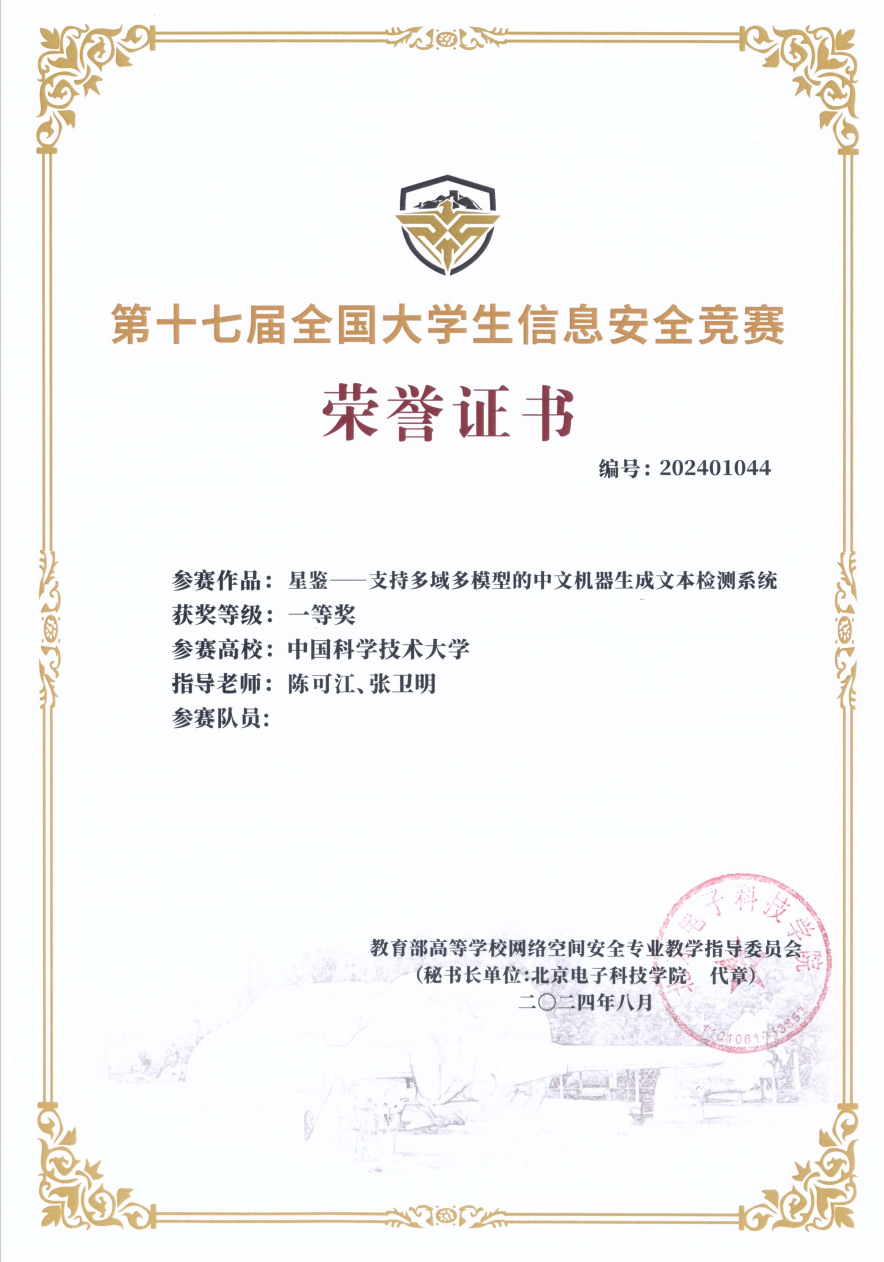 第十七届全国大学生信息安全竞赛
荣誉证书
编号：202401044
参赛作品：星鉴——支持多域多模型的中文机器生成文本检测系统
获奖等级：一等奖
参赛高校：中国科学技术大学
指导老师：陈可江、张卫明
参赛队员:
教育部高等学校网络空间安全专业教学指导委员会
(秘书长单位:北京电子科技学院 代章)
二〇二四年八月
北京电子科技学院